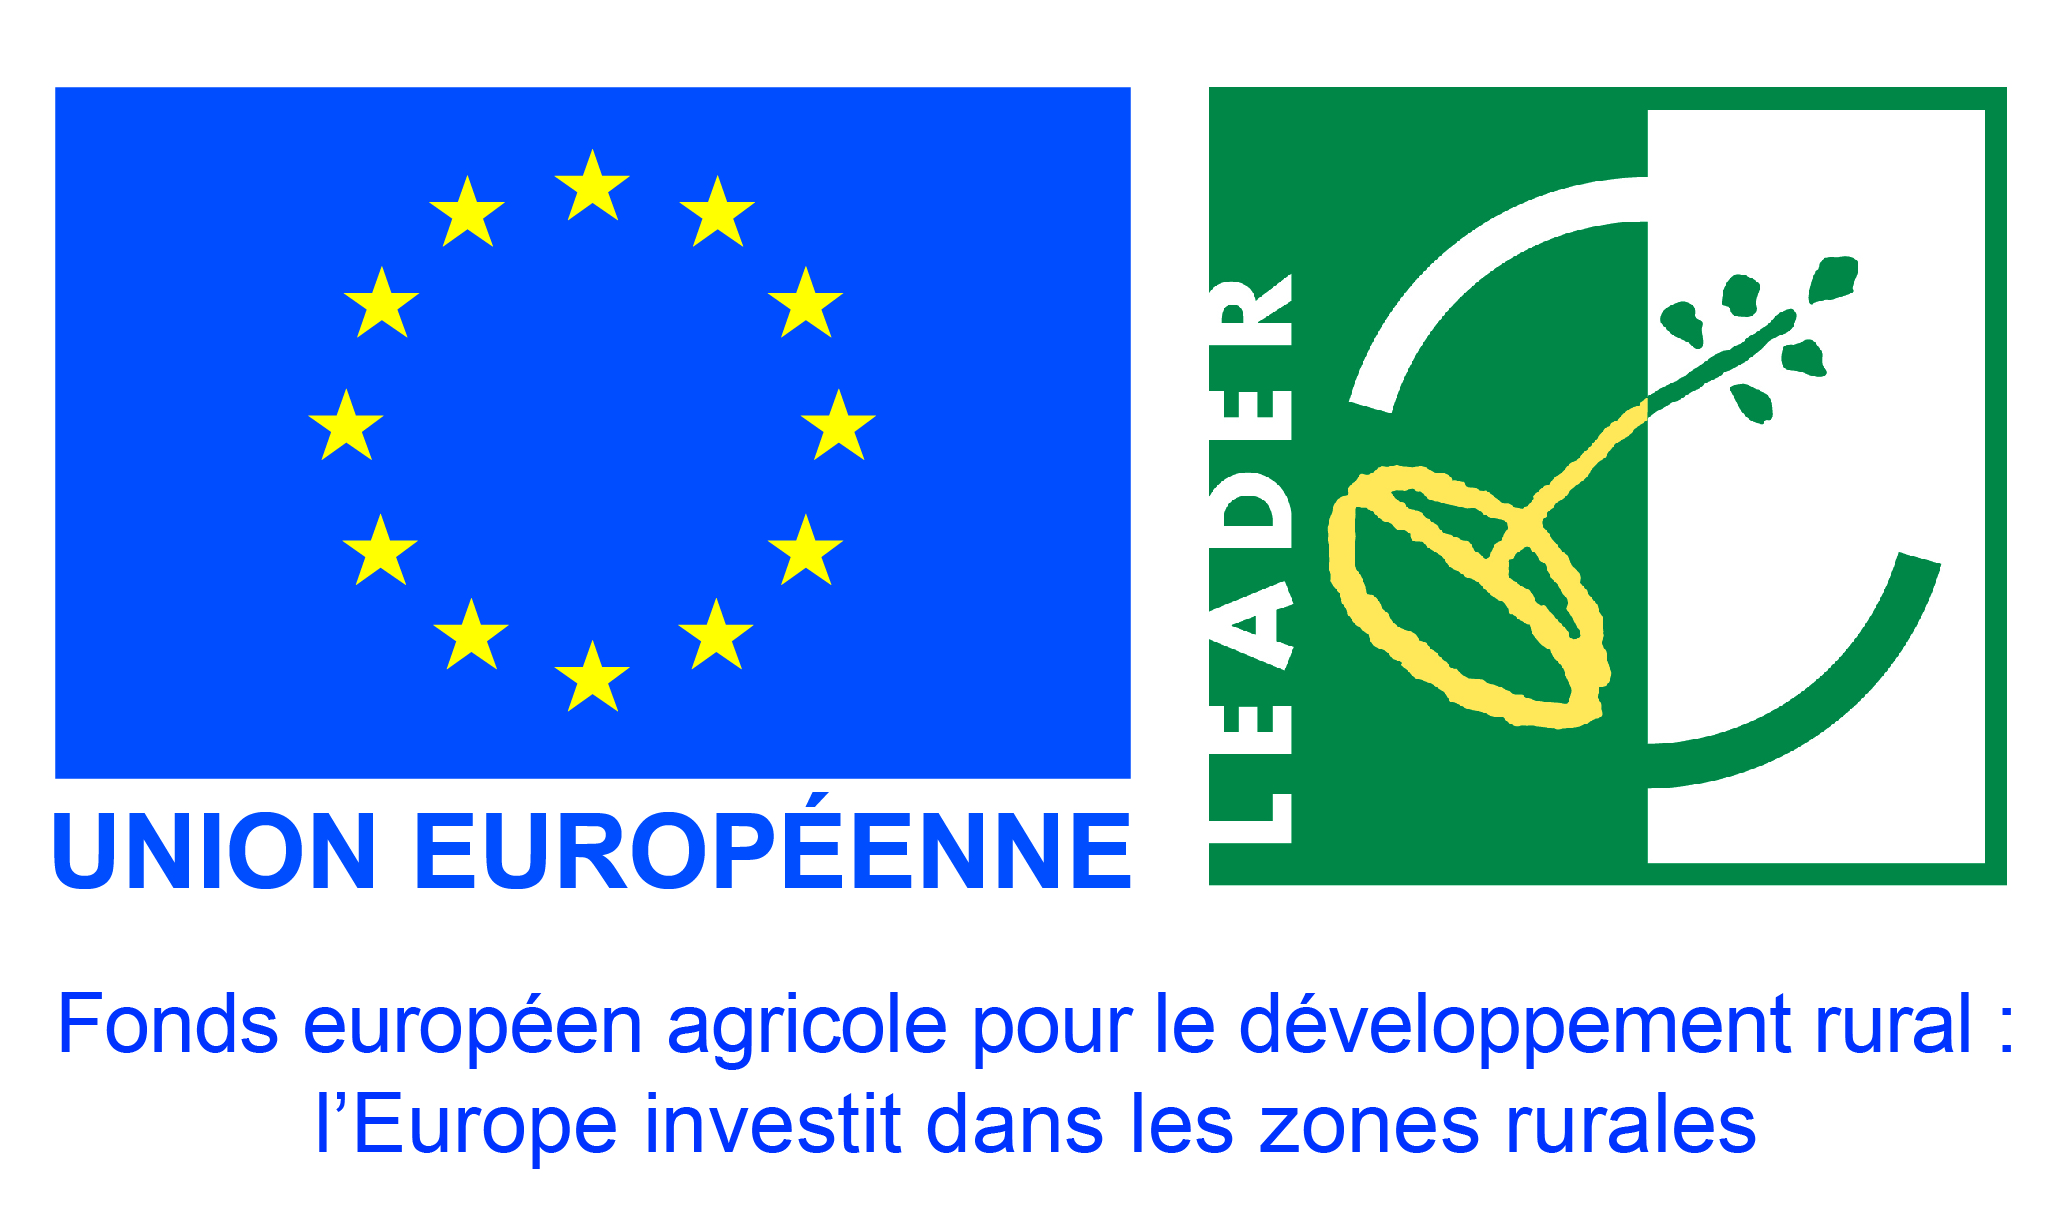 UNION EUROPÉENNE
LEADER
Fonds européen agricole pour le développement rural :
l’Europe investit dans les zones rurales